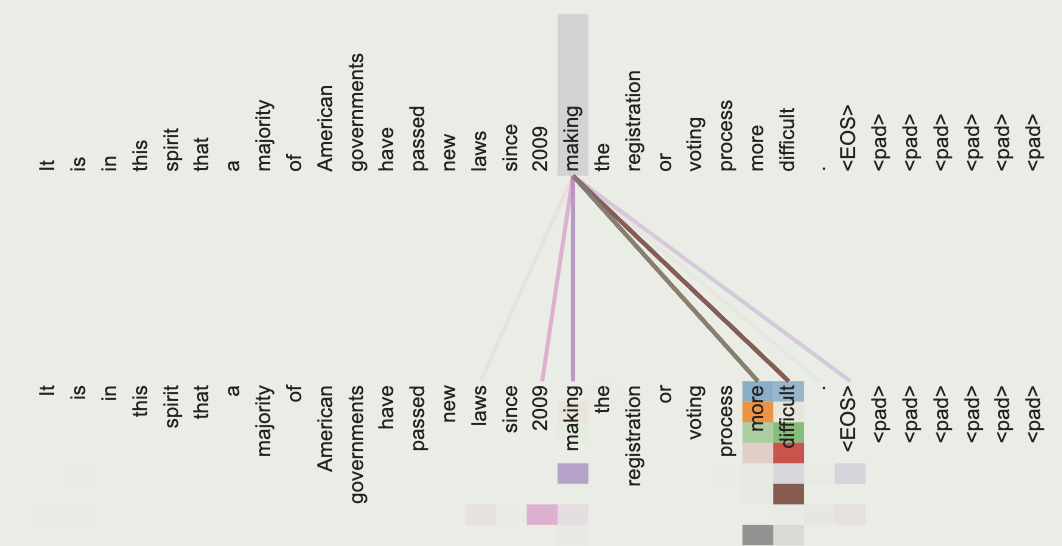 It is in this spirit that a majority of American governments have passed new laws since 2009 making the registration or voting process more difficult . <EOS> <pad> <pad> <pad> <pad> <pad> <pad>
It is in this spirit that a majority of American governments have passed new laws since 2009 making the registration or voting process more difficult . <EOS> <pad> <pad> <pad> <pad> <pad> <pad>